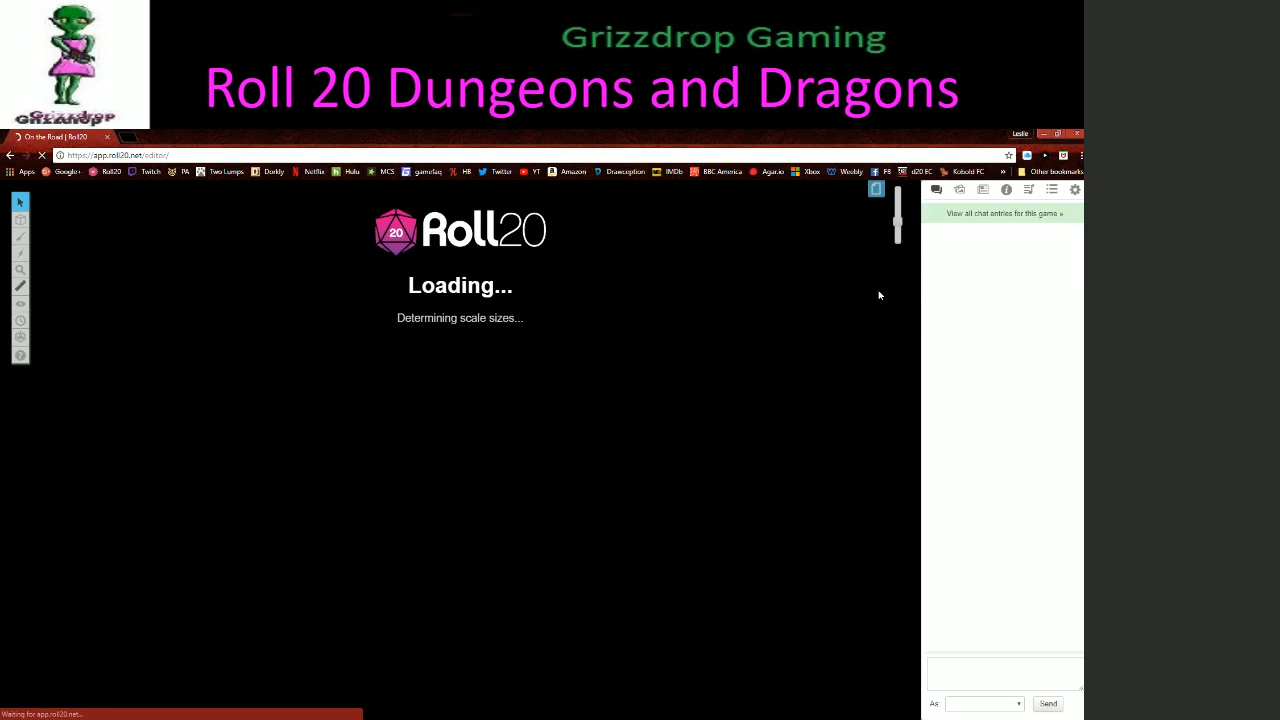 Grizzdrop Gaming
Roll 20 Dungeons and Dragons
Grizzdrop
On the Road | Roll20
Leslie
https://app.roll20.net/editor/
Apps Google+ Roll20 Twitch PA Two Lumps Dorkly Netflix Hulu MCS gamefaq HB Twitter YT Amazon Drawception IMDb BBC America Agar.io Xbox Weebly FB d20 EC Kobold FC » Other bookmarks
20 Roll20
View all chat entries for this game »
Loading...
Determining scale sizes...
As:
Send
Waiting for app.roll20.net...